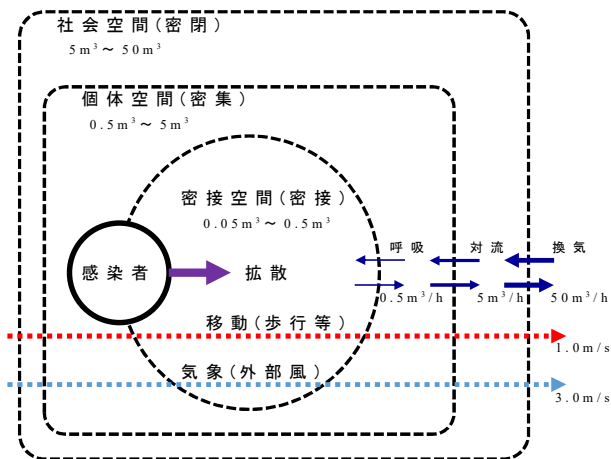 社会空間(密閉)
5m³～50m³
個体空間(密集)
0.5m³～5m³
密接空間(密接)
0.05m³～0.5m³
呼吸 対流 換気
感染者 拡散
0.5m³/h 5m³/h 50m³/h
移動(歩行等)
1.0m/s
気象(外部風)
3.0m/s